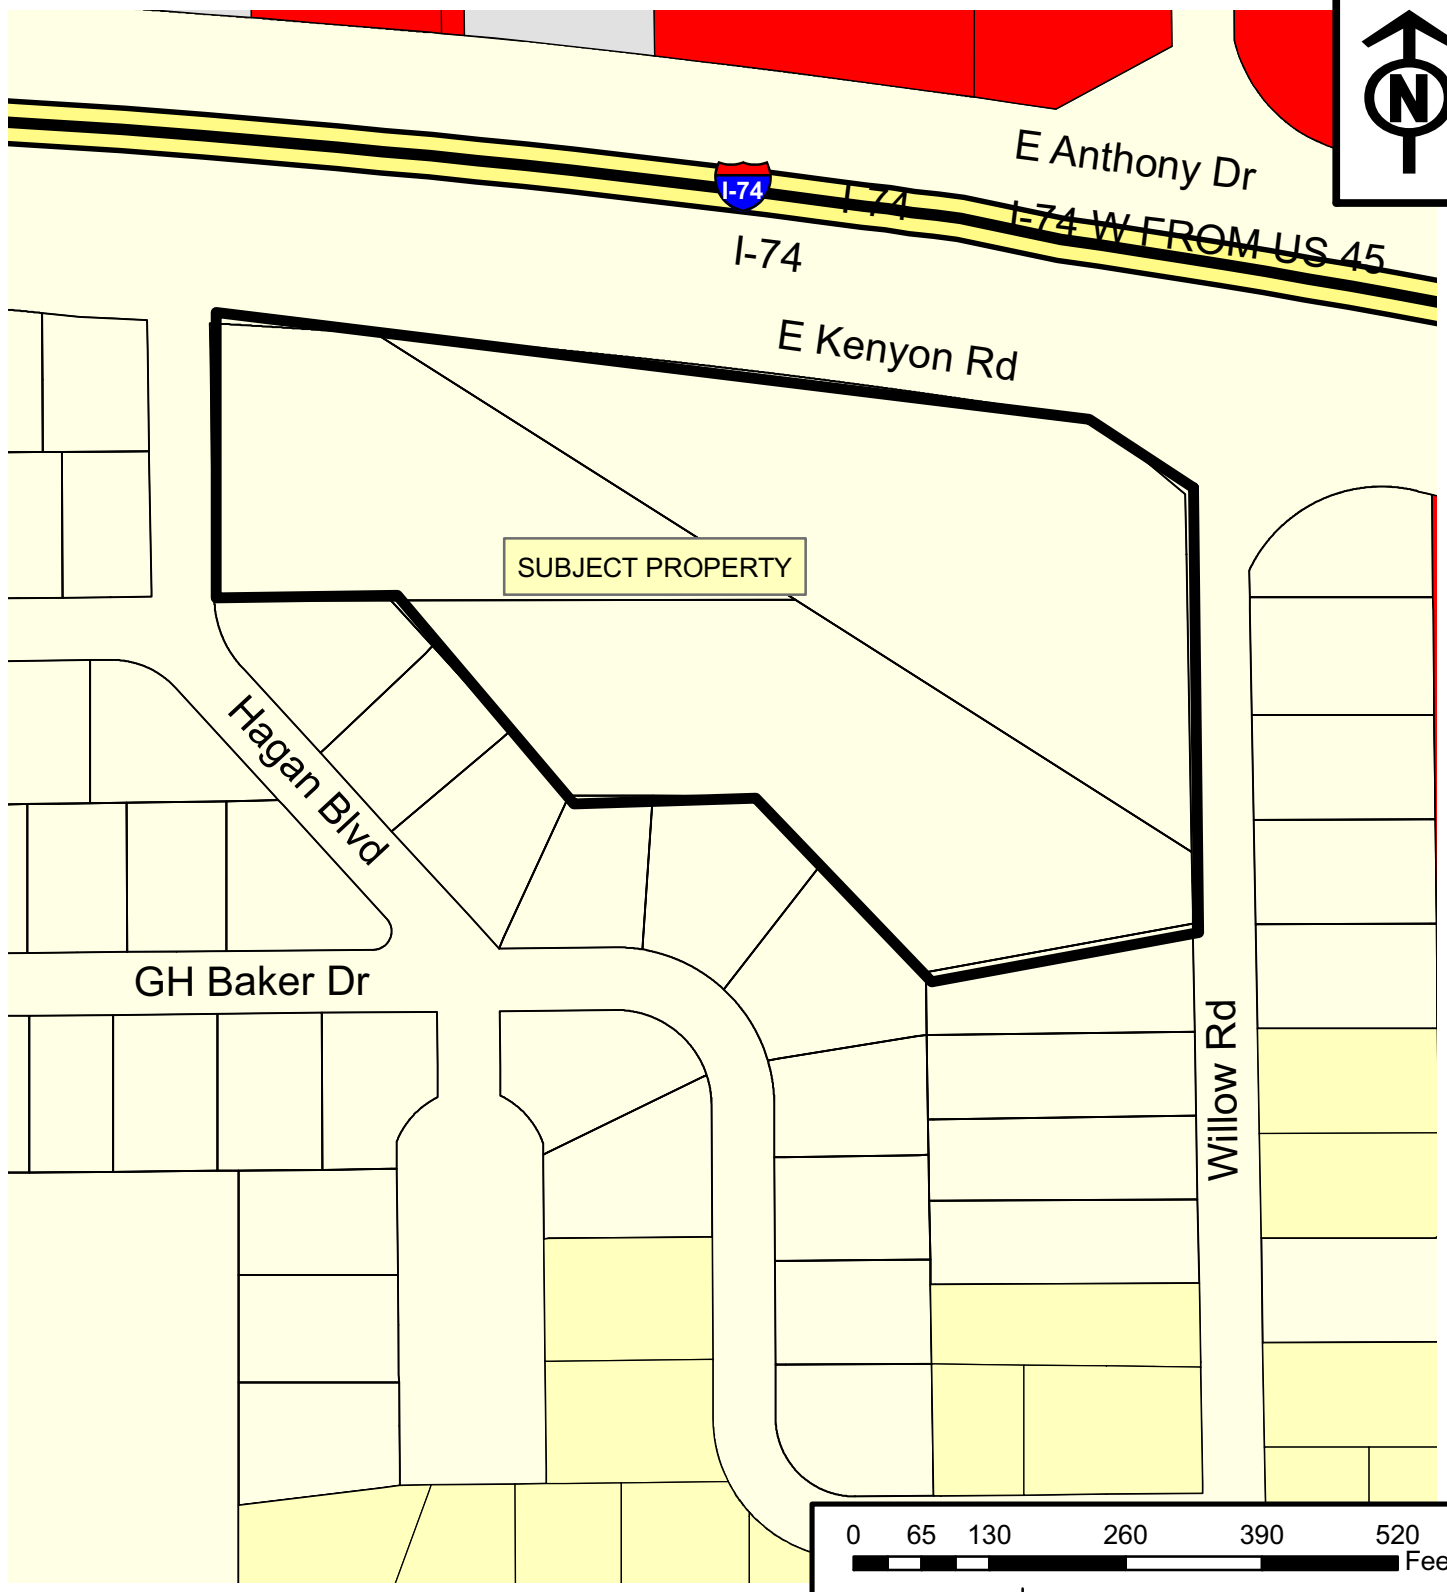 N
E Anthony Dr
I-74
I-74
I-74 W FROM US 45
I-74
E Kenyon Rd
SUBJECT PROPERTY
Hagan Blvd
GH Baker Dr
Willow Rd
0 65 130 260 390 520
Fee